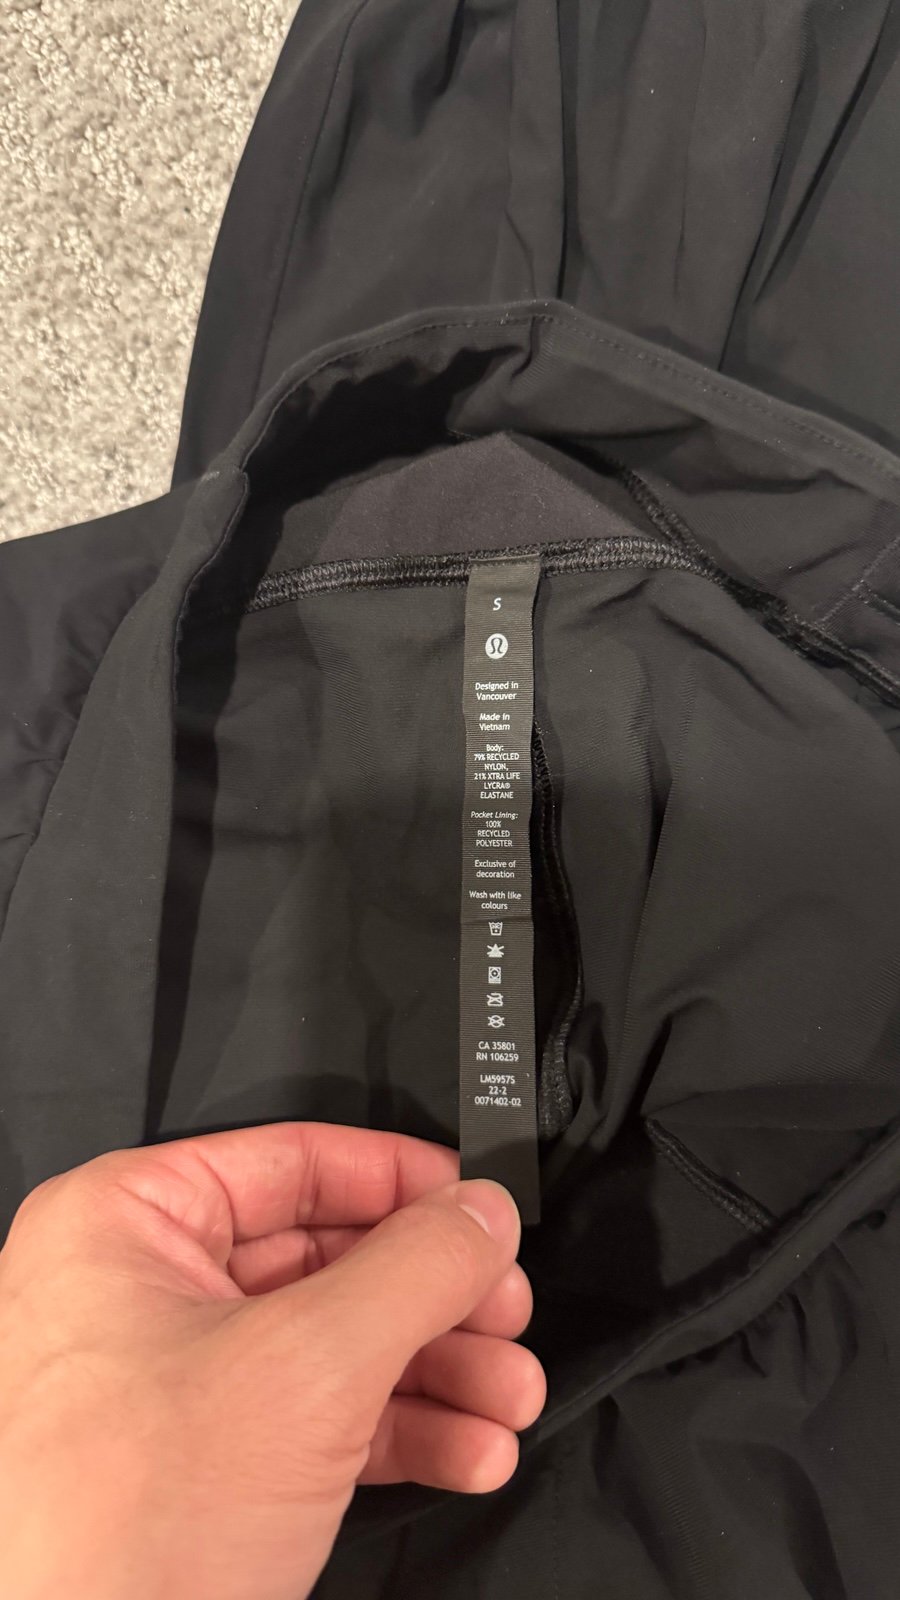 S
Designed in
Vancouver
Made in
Vietnam
Body:
79% RECYCLED
NYLON,
21% XTRA LIFE
LYCRA®
ELASTANE
Pocket Lining:
100%
RECYCLED
POLYESTER
Exclusive of
decoration
Wash with like
colours
CA 35801
RN 106259
LM5957S
22-2
0071402-02